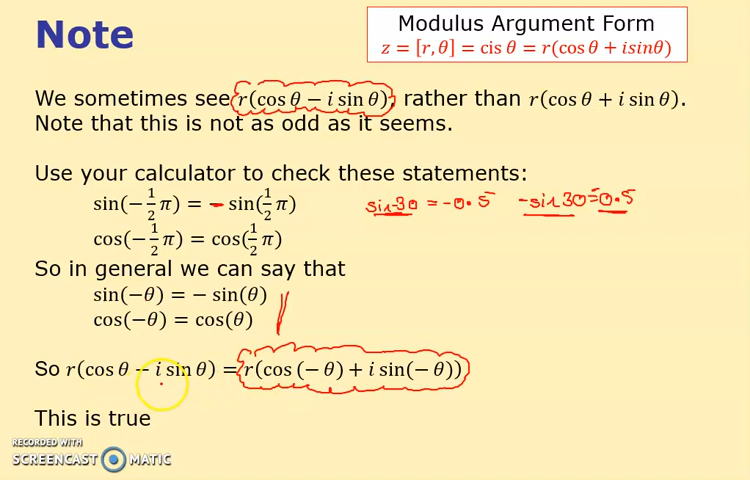 Note
Modulus Argument Form
z = [r, θ] = cis θ = r(cos θ + isinθ)
We sometimes see r(cos θ − i sin θ), rather than r(cos θ + i sin θ).
Note that this is not as odd as it seems.
Use your calculator to check these statements:
sin(−½π) = − sin(½π)
sin-30 = -0.5 -sin30 = -0.5
cos(−½π) = cos(½π)
So in general we can say that
sin(−θ) = − sin(θ)
cos(−θ) = cos(θ)
So r(cos θ − i sin θ) = r(cos (−θ) + i sin(−θ))
This is true
RECORDED WITH
SCREENCAST MATIC